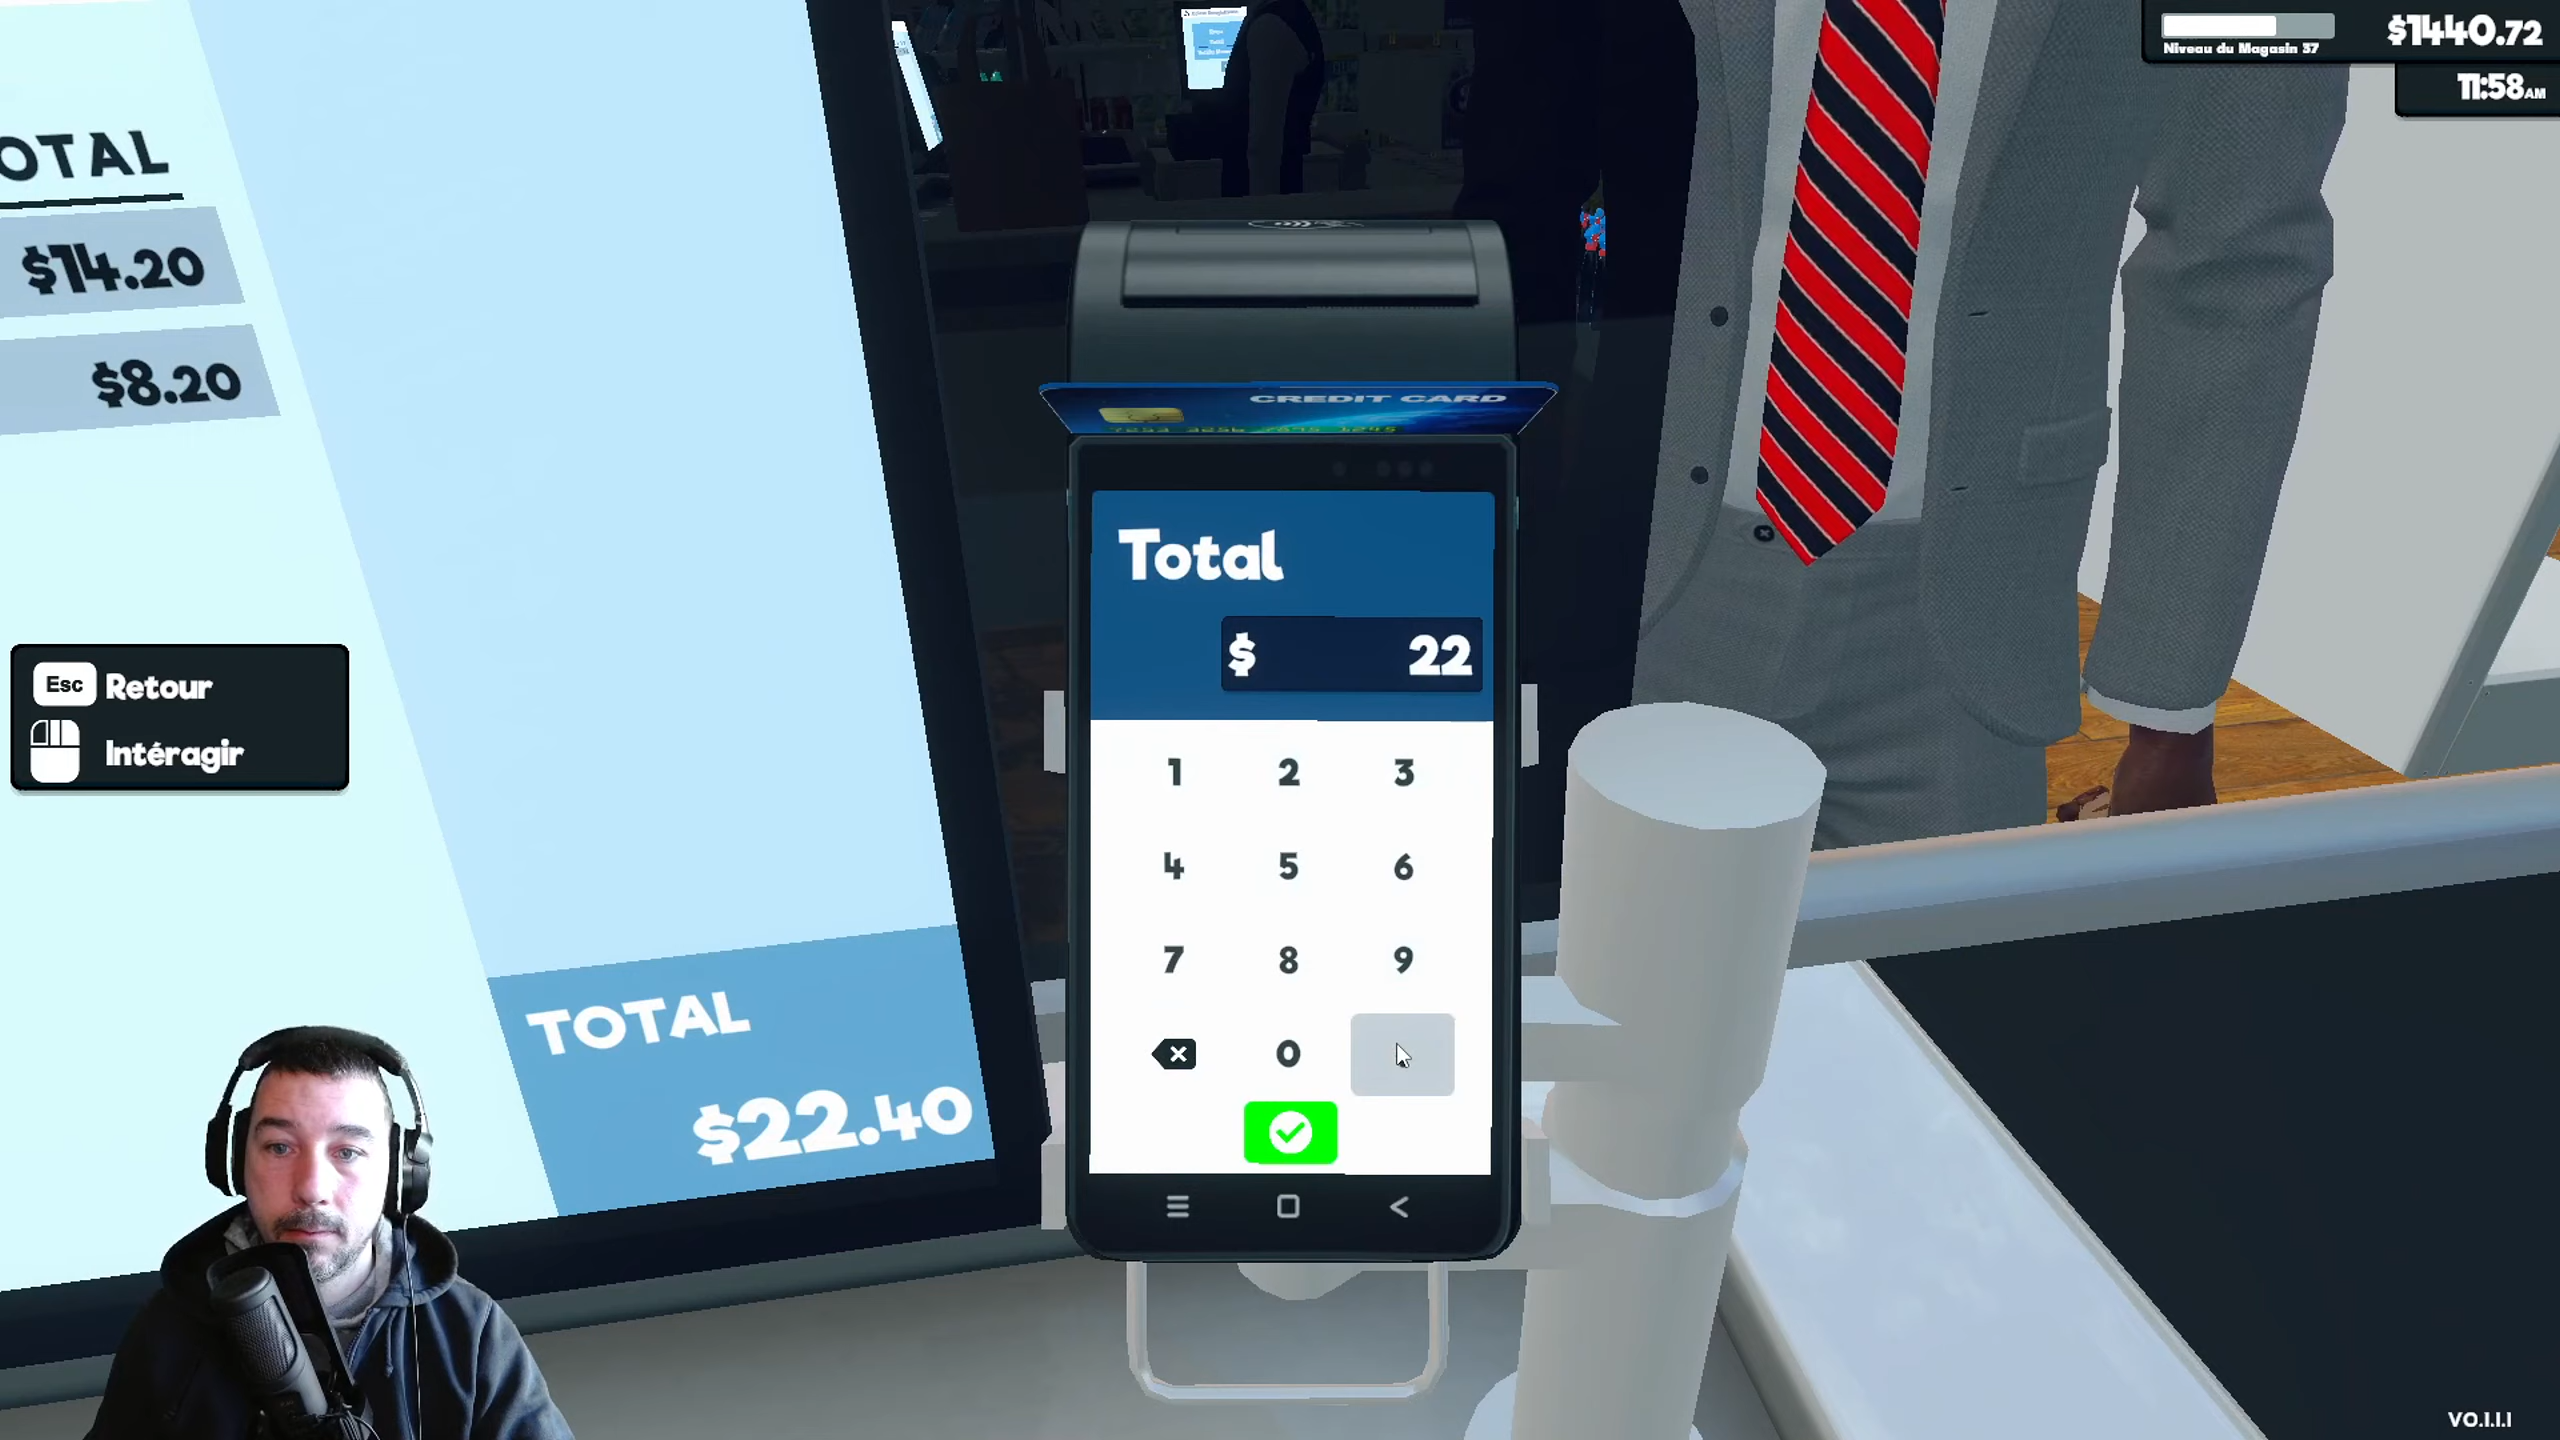 $1440.72
Niveau du Magasin 37
11:58AM
OTAL
$14.20
$8.20
CREDIT CARD
Total
$ 22
Esc Retour
Intéragir
1 2 3
4 5 6
7 8 9
0
TOTAL
$22.40
V0.1.1.1